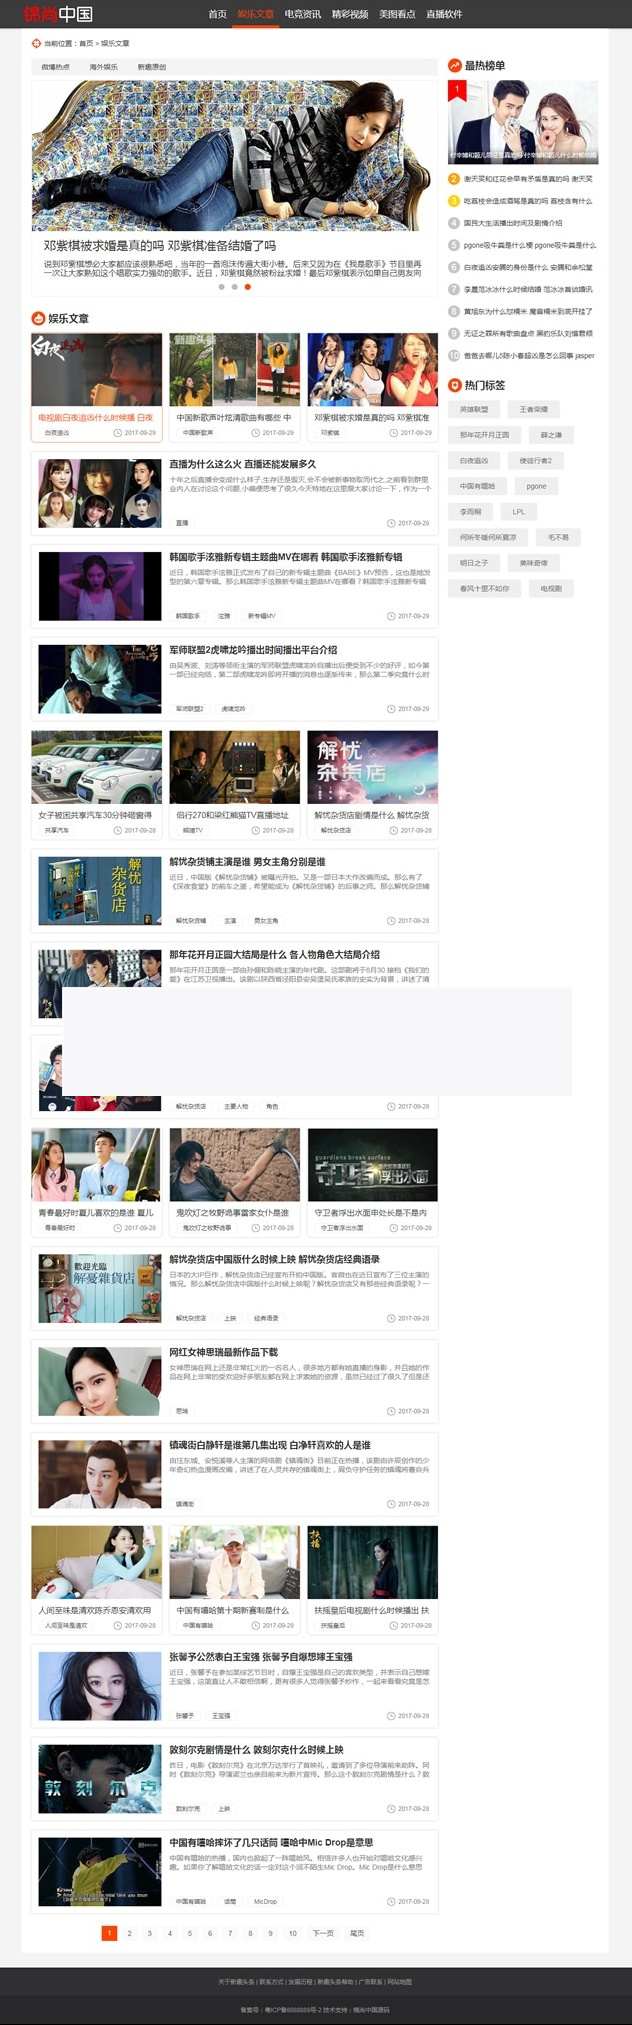 锦尚中国
首页 娱乐文章 电竞资讯 精彩视频 美图看点 直播软件
当前位置：首页 > 娱乐文章
微博热点 海外娱乐 新趣原创
邓紫棋被求婚是真的吗 邓紫棋准备结婚了吗
说到邓紫棋想必大家都应该很熟悉吧，当年的一首泡沫传遍大街小巷。后来又因为在《我是歌手》节目里再
一次让大家熟知这个唱歌实力强劲的歌手。近日，邓紫棋竟然被粉丝求婚！最后邓紫棋表示如果自己男友向
娱乐文章
电视剧白夜追凶什么时候播 白夜
白夜追凶 2017-09-29
中国新歌声叶炫清歌曲有哪些 中
中国新歌声 2017-09-29
邓紫棋被求婚是真的吗 邓紫棋准
邓紫棋 2017-09-29
直播为什么这么火 直播还能发展多久
十年之后直播会变成什么样子,生存还是毁灭,会不会被新事物取而代之,之前看到群里
业内人在讨论这个问题,小编便思考了很久今天特地在这里跟大家讨论一下，作为一个
直播 2017-09-29
韩国歌手泫雅新专辑主题曲MV在哪看 韩国歌手泫雅新专辑
近日，韩国歌手泫雅正式发布了自己的新专辑主题曲《BABE》MV预告，这也是她发
型的第六章专辑。那么韩国歌手泫雅新专辑主题曲MV在哪看？韩国歌手泫雅新专辑
韩国歌手 泫雅 新专辑MV 2017-09-29
军师联盟2虎啸龙吟播出时间播出平台介绍
由吴秀波、刘涛等领衔主演的军师联盟虎啸龙吟自播出后便受到不少的好评，如今第
一部已经完结，第二部虎啸龙吟即将开播的消息也逐渐传来，那么第二季究竟什么时
军师联盟2 虎啸龙吟 2017-09-29
女子被困共享汽车30分钟砸窗得
共享汽车 2017-09-28
侣行270和梁红熊猫TV直播地址
熊猫TV 2017-09-28
解忧杂货店
解忧杂货店剧情是什么 解忧杂货
解忧杂货店 2017-09-28
解忧杂货铺主演是谁 男女主角分别是谁
近日，中国版《解忧杂货铺》被曝光开拍。又是一部日本大作改编而成。那么有了
《深夜食堂》的前车之鉴，希望能成为《解忧杂货铺》的后事之师。那么解忧杂货铺
解忧杂货铺 主演 男女主角 2017-09-28
那年花开月正圆大结局是什么 各人物角色大结局介绍
那年花开月正圆是一部由孙俪和陈晓主演的年代剧。这部剧将于8月30 接档《我们的
爱》在江苏卫视播出。该剧以陕西省泾阳县安吴堡吴氏家族的史实为背景，讲述了清
解忧杂货店 主要人物 角色 2017-09-28
青春最好时夏儿喜欢的是谁 夏儿
青春最好时 2017-09-28
鬼吹灯之牧野诡事雷家女仆是谁
鬼吹灯之牧野诡事 2017-09-28
guardians break surface
守卫者 浮出水面
守卫者浮出水面申处长是不是内
守卫者浮出水面 2017-09-28
歡迎光臨
解憂雜貨店
解忧杂货店中国版什么时候上映 解忧杂货店经典语录
日本的大IP巨作，解忧杂货店已经宣布开拍中国版。官微也在近日宣布了三位主演的
情况。那么解忧杂货店中国版什么时候上映呢？解忧杂货店又有那些经典语录呢？一
解忧杂货店 上映 经典语录 2017-09-28
网红女神思瑞最新作品下载
女神思瑞在网上还是非常红火的一名名人，很多地方都有她直播的身影，并且她的作
品在网上非常的受欢迎好多朋友都在网上求索她的资源，虽然已经过了很久了但是还
思瑞 2017-09-28
镇魂街白静轩是谁第几集出现 白净轩喜欢的人是谁
由汪东城、安悦溪等人主演的网络剧《镇魂街》目前正在热播，该剧由许辰创作的少
年奇幻热血漫画改编，讲述了在人灵共存的镇魂街上，肩负守护任务的镇魂将曹焱兵
镇魂街 2017-09-28
人间至味是清欢陈乔恩安清欢用
人间至味是清欢 2017-09-28
中国有嘻哈第十期新赛制是什么
中国有嘻哈 2017-09-28
扶摇皇后电视剧什么时候播出 扶
扶摇皇后 2017-09-28
张馨予公然表白王宝强 张馨予自爆想嫁王宝强
近日，张馨予在参加某综艺节目时，自爆王宝强是自己的喜欢类型，并表示自己想嫁
王宝强，这简直让人不敢相信啊，更有很多人觉得张馨予炒作，一起来看看究竟是怎
张馨予 王宝强 2017-09-28
敦刻尔克
敦刻尔克剧情是什么 敦刻尔克什么时候上映
昨日，电影《敦刻尔克》在北京万达举行了首映礼，邀请到了多位导演前来助阵。同
时《敦刻尔克》导演诺兰也亲自前来为新片宣传。那么这个敦刻尔克剧情是什么？敦
敦刻尔克 上映 2017-09-28
中国有嘻哈摔坏了几只话筒 嘻哈中Mic Drop是意思
中国有嘻哈的热播，国内也掀起了一阵嘻哈风。相信许多人也开始对嘻哈文化感兴
趣。如果你了解嘻哈文化的话一定对这个词不陌生Mic Drop。Mic Drop是什么意思
中国有嘻哈 话筒 MicDrop 2017-09-28
1 2 3 4 5 6 7 8 9 10 下一页 尾页
最热榜单
1
2 谢天笑和红花会早有矛盾是真的吗 谢天笑
3 吃荔枝会造成酒驾是真的吗 荔枝含有什么
4 国民大生活播出时间及剧情介绍
5 pgone吸牛粪是什么梗 pgone吸牛粪是什么
6 白夜追凶安腾的身份是什么 安腾和余松堂
7 李晨范冰冰什么时候结婚 范冰冰首谈婚讯
8 黄旭东为什么怼糯米 魔音糯米到底开挂了
9 无证之罪所有歌曲盘点 黑豹乐队刘惜君倾
10 爸爸去哪儿5陈小春超凶是怎么回事 jasper
热门标签
英雄联盟 王者荣耀
那年花开月正圆 薛之谦
白夜追凶 使徒行者2
中国有嘻哈 pgone
李雨桐 LPL
何所冬暖何所夏凉 毛不易
明日之子 美味奇缘
春风十里不如你 电视剧
关于新趣头条 | 联系方式 | 发展历程 | 新趣头条帮助 | 广告联系 | 网站地图
备案号：粤ICP备8888888号-2 技术支持：锦尚中国源码